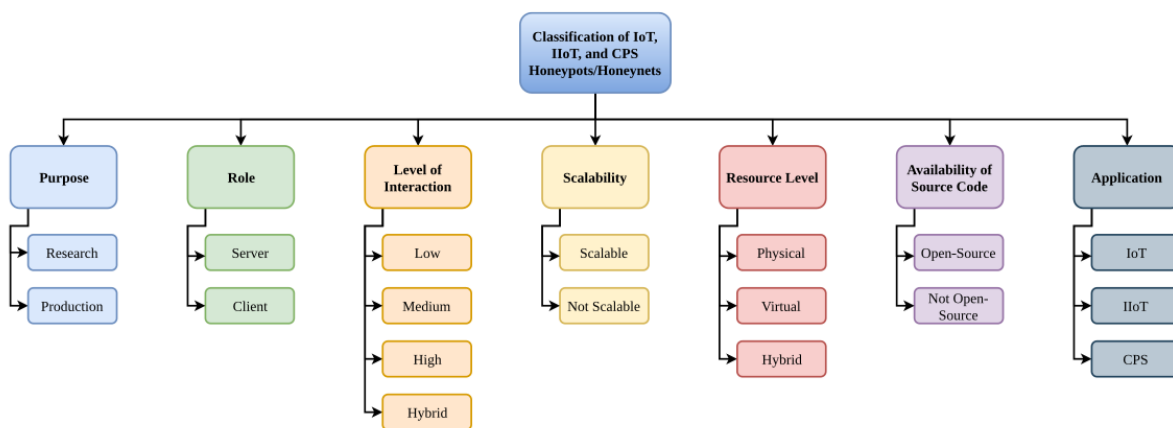 Classification of IoT,
IIoT, and CPS
Honeypots/Honeynets
Purpose
Role
Level of
Interaction
Scalability
Resource Level
Availability of
Source Code
Application
Research
Server
Low
Scalable
Physical
Open-Source
IoT
Production
Client
Medium
Not Scalable
Virtual
Not Open-
Source
IIoT
High
Hybrid
CPS
Hybrid